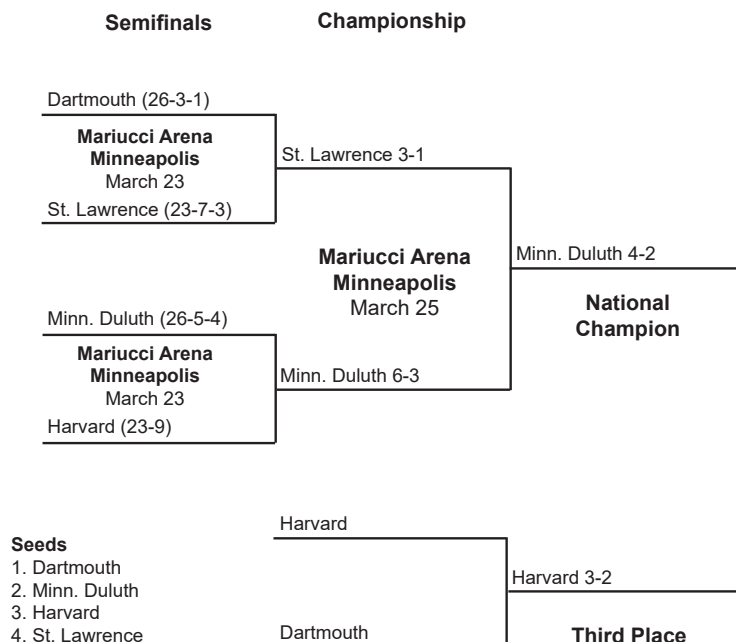 Semifinals
Championship
Dartmouth (26-3-1)
Mariucci Arena
Minneapolis
March 23
St. Lawrence (23-7-3)
St. Lawrence 3-1
Mariucci Arena
Minneapolis
March 25
Minn. Duluth 4-2
National
Champion
Minn. Duluth (26-5-4)
Mariucci Arena
Minneapolis
March 23
Harvard (23-9)
Minn. Duluth 6-3
Seeds
1. Dartmouth
2. Minn. Duluth
3. Harvard
4. St. Lawrence
Harvard
Dartmouth
Harvard 3-2
Third Place